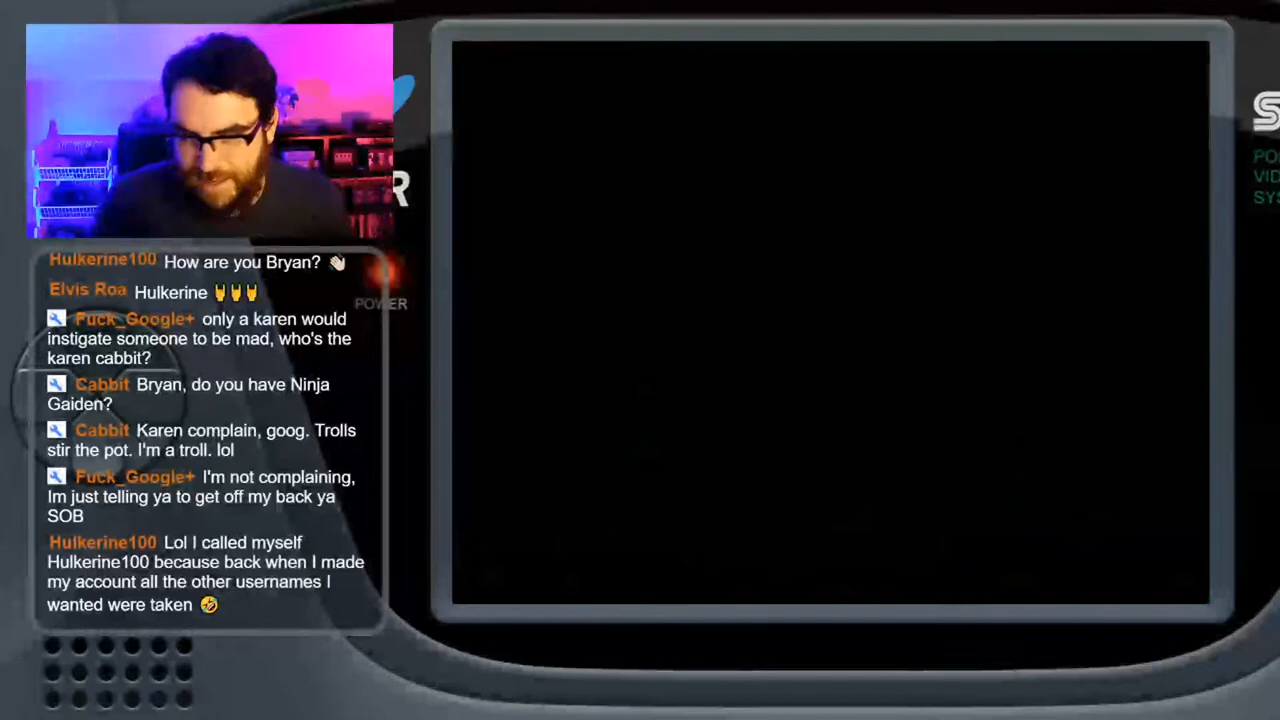 Hulkerine100 How are you Bryan? 👋🏻
Elvis Roa Hulkerine 🤘🤘🤘
Fuck_Google+ only a karen would
instigate someone to be mad, who's the
karen cabbit?
Cabbit Bryan, do you have Ninja
Gaiden?
Cabbit Karen complain, goog. Trolls
stir the pot. I'm a troll. lol
Fuck_Google+ I'm not complaining,
Im just telling ya to get off my back ya
SOB
Hulkerine100 Lol I called myself
Hulkerine100 because back when I made
my account all the other usernames I
wanted were taken 🤣
R
POWER
S
PO
VID
SYS